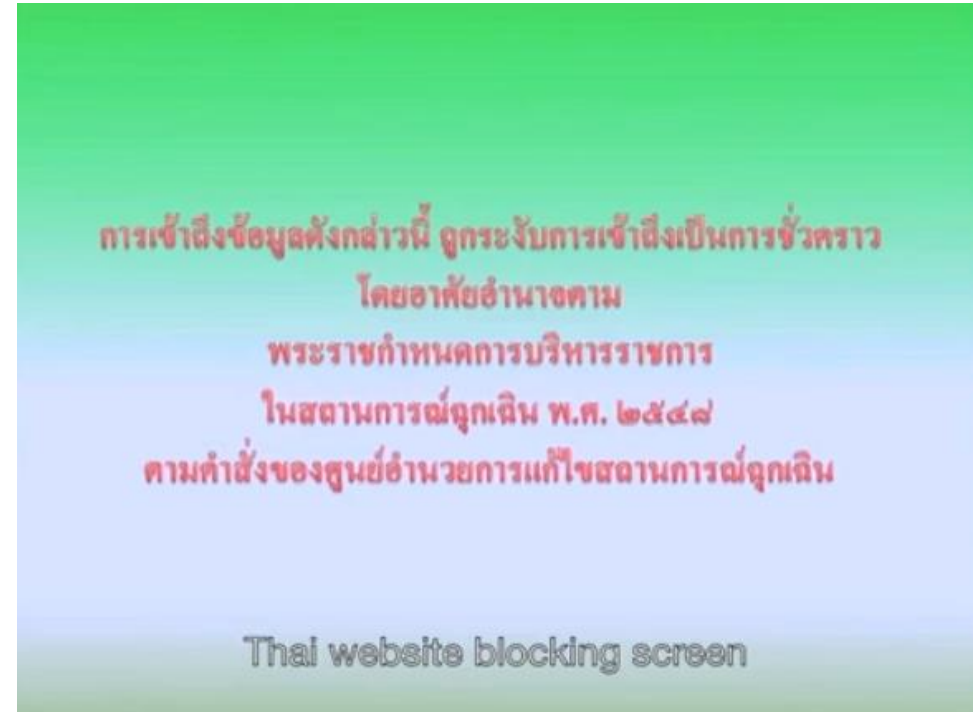 การเข้าถึงข้อมูลดังกล่าวนี้ ถูกระงับการเข้าถึงเป็นการชั่วคราว
โดยอาศัยอำนาจตาม
พระราชกำหนดการบริหารราชการ
ในสถานการณ์ฉุกเฉิน พ.ศ. ๒๕๔๘
ตามคำสั่งของศูนย์อำนวยการแก้ไขสถานการณ์ฉุกเฉิน
Thai website blocking screen